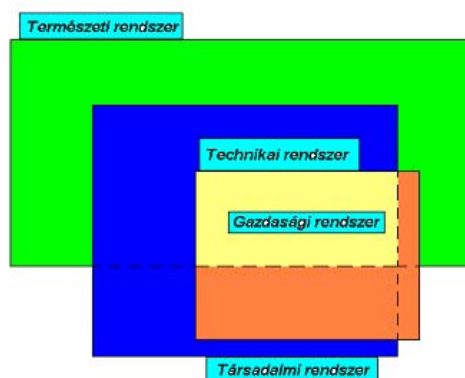 Természeti rendszer
Technikai rendszer
Gazdasági rendszer
Társadalmi rendszer